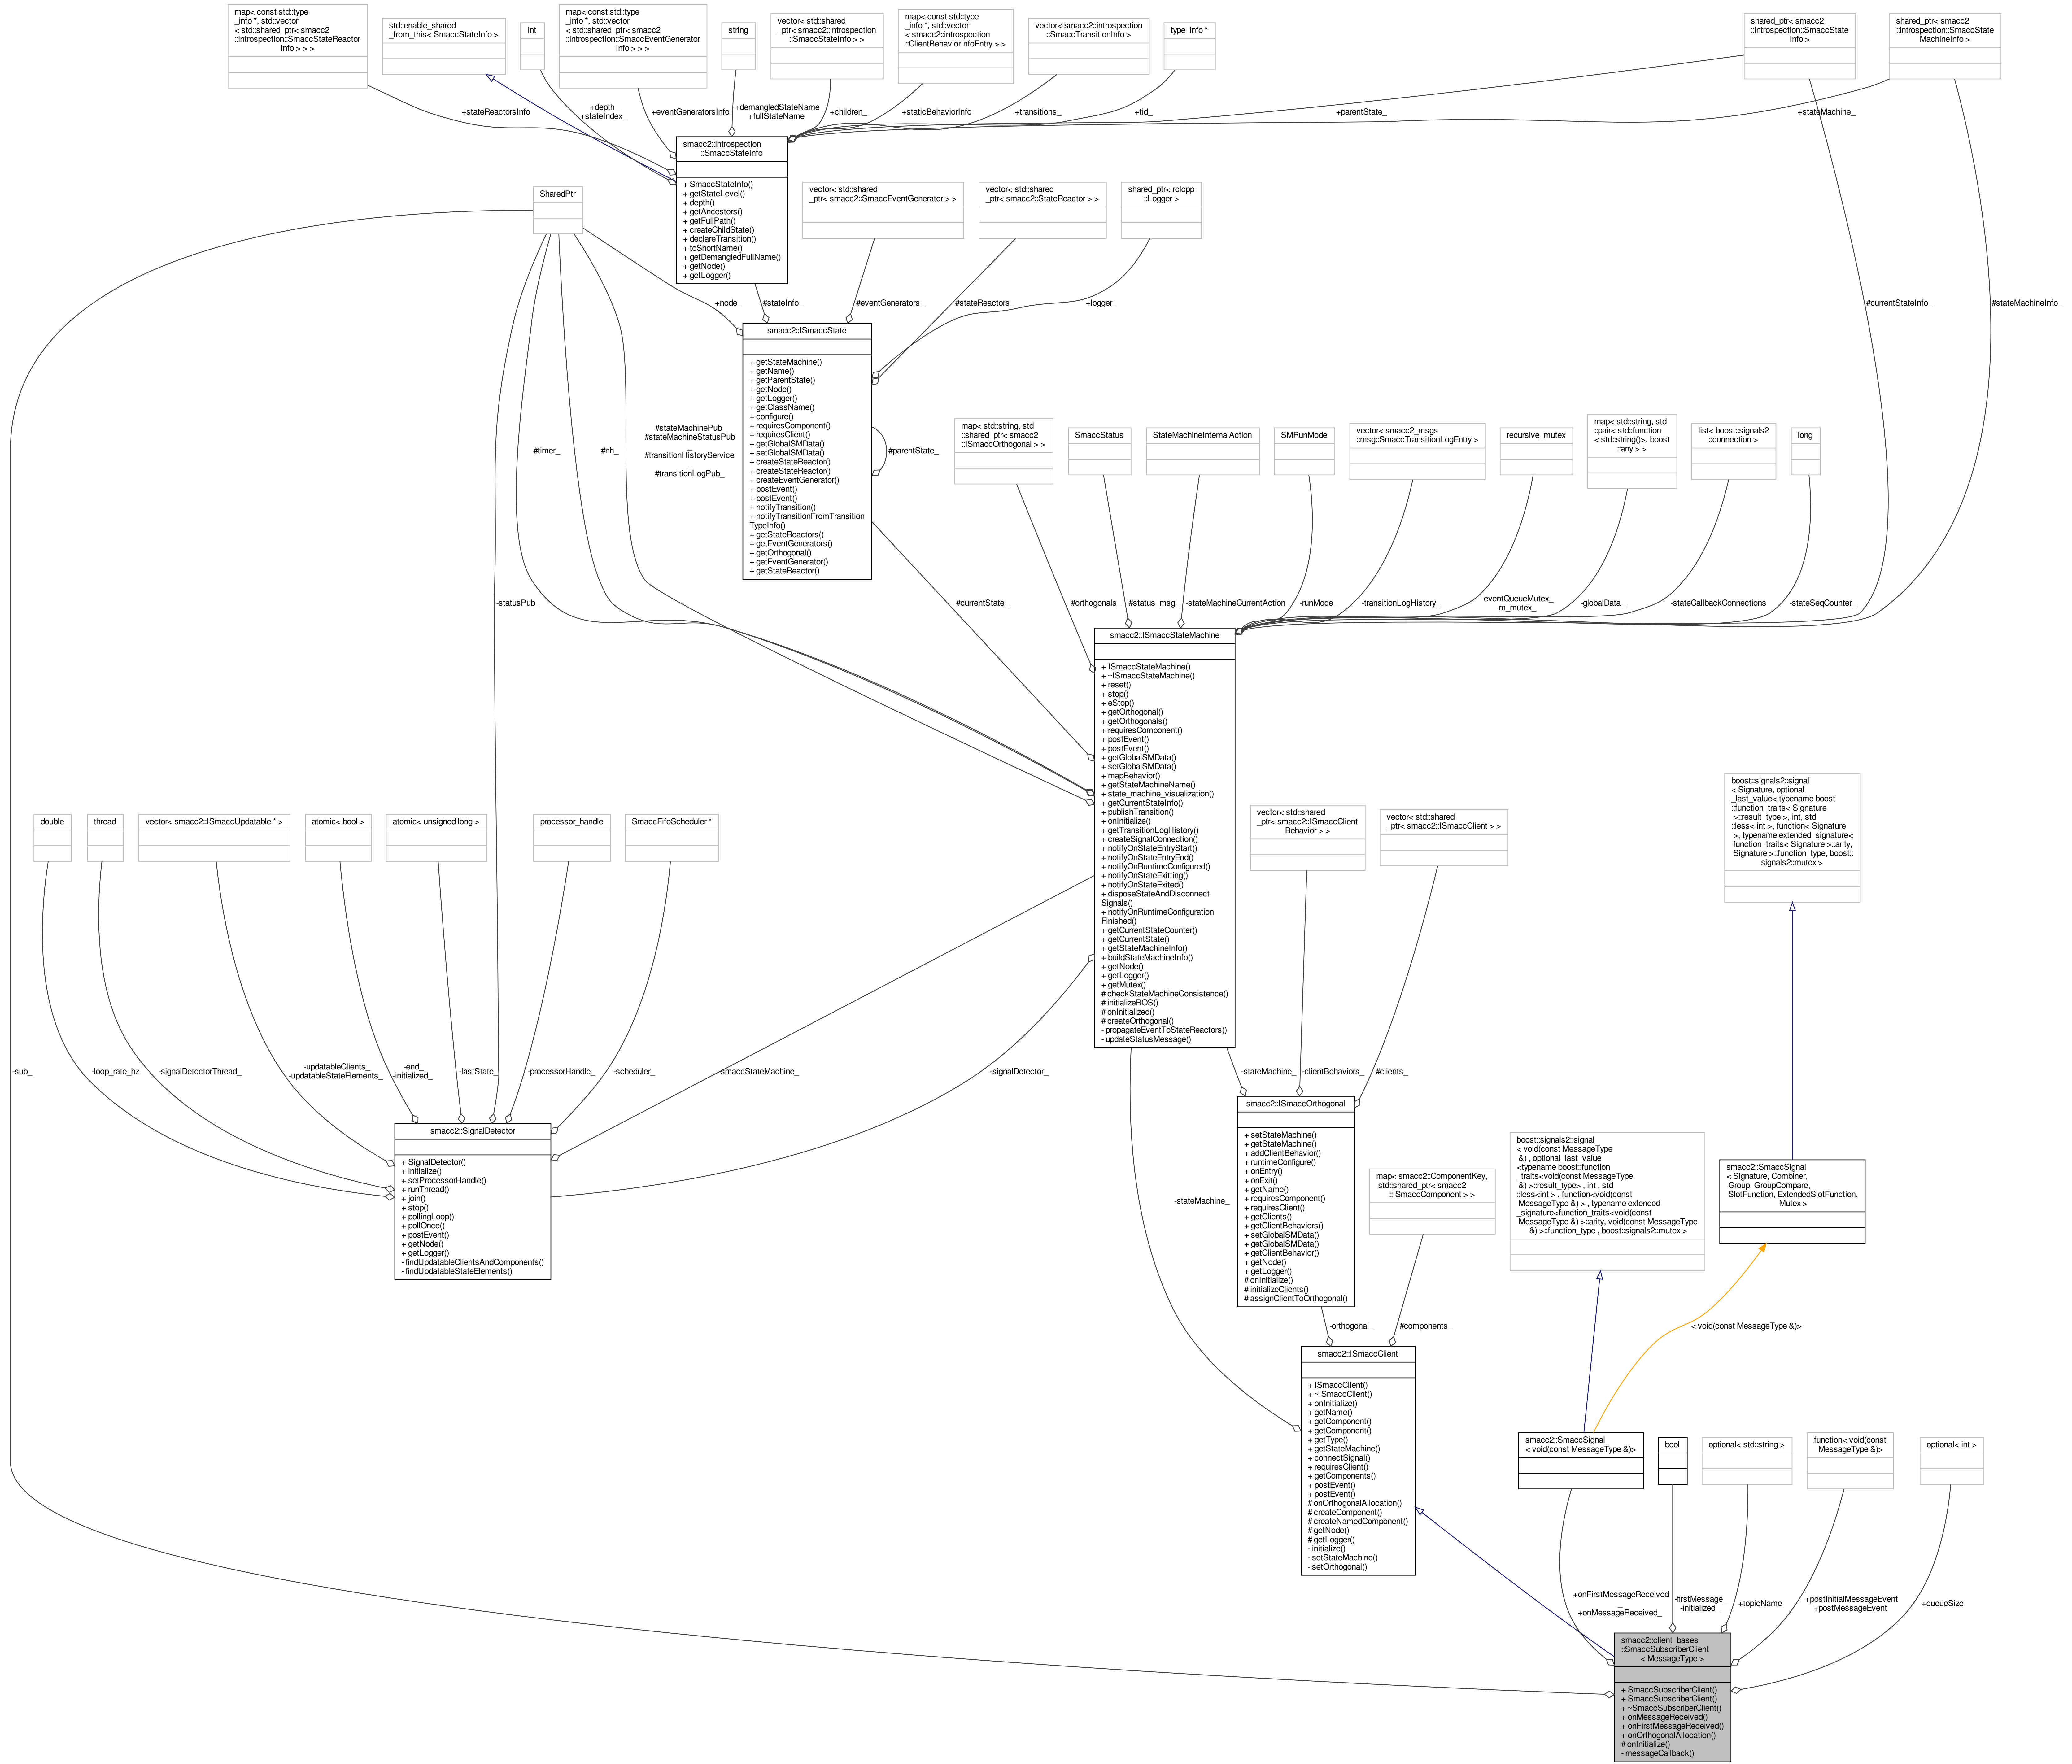 map< const std::type
_info *, std::vector
< std::shared_ptr< smacc2
::introspection::SmaccStateReactor
Info > > >
std::enable_shared
_from_this< SmaccStateInfo >
int
map< const std::type
_info *, std::vector
< std::shared_ptr< smacc2
::introspection::SmaccEventGenerator
Info > > >
string
vector< std::shared
_ptr< smacc2::introspection
::SmaccStateInfo > >
map< const std::type
_info *, std::vector
< smacc2::introspection
::ClientBehaviorInfoEntry > >
vector< smacc2::introspection
::SmaccTransitionInfo >
type_info *
shared_ptr< smacc2
::introspection::SmaccState
Info >
shared_ptr< smacc2
::introspection::SmaccState
MachineInfo >
+stateReactorsInfo
+depth_
+stateIndex_
+eventGeneratorsInfo
+demangledStateName
+fullStateName
+children_
+staticBehaviorInfo
+transitions_
+tid_
+parentState_
+stateMachine_
smacc2::introspection
::SmaccStateInfo
+ SmaccStateInfo()
+ getStateLevel()
+ depth()
+ getAncestors()
+ getFullPath()
+ createChildState()
+ declareTransition()
+ toShortName()
+ getDemangledFullName()
+ getNode()
+ getLogger()
SharedPtr
vector< std::shared
_ptr< smacc2::SmaccEventGenerator > >
vector< std::shared
_ptr< smacc2::StateReactor > >
shared_ptr< rclcpp
::Logger >
+node_
#stateInfo_
#eventGenerators_
#stateReactors_
+logger_
#currentStateInfo_
#stateMachineInfo_
smacc2::ISmaccState
+ getStateMachine()
+ getName()
+ getParentState()
+ getNode()
+ getLogger()
+ getClassName()
+ configure()
+ requiresComponent()
+ requiresClient()
+ getGlobalSMData()
+ setGlobalSMData()
+ createStateReactor()
+ createStateReactor()
+ createEventGenerator()
+ postEvent()
+ postEvent()
+ notifyTransition()
+ notifyTransitionFromTransition
TypeInfo()
+ getStateReactors()
+ getEventGenerators()
+ getOrthogonal()
+ getEventGenerator()
+ getStateReactor()
#parentState_
#timer_
#nh_
#stateMachinePub_
#stateMachineStatusPub
_
#transitionHistoryService
_
#transitionLogPub_
map< std::string, std
::shared_ptr< smacc2
::ISmaccOrthogonal > >
SmaccStatus
StateMachineInternalAction
SMRunMode
vector< smacc2_msgs
::msg::SmaccTransitionLogEntry >
recursive_mutex
map< std::string, std
::pair< std::function
< std::string()>, boost
::any > >
list< boost::signals2
::connection >
long
-statusPub_
#currentState_
#orthogonals_
#status_msg_
-stateMachineCurrentAction
-runMode_
-transitionLogHistory_
-eventQueueMutex_
-m_mutex_
-globalData_
-stateCallbackConnections
-stateSeqCounter_
smacc2::ISmaccStateMachine
+ ISmaccStateMachine()
+ ~ISmaccStateMachine()
+ reset()
+ stop()
+ eStop()
+ getOrthogonal()
+ getOrthogonals()
+ requiresComponent()
+ postEvent()
+ postEvent()
+ getGlobalSMData()
+ setGlobalSMData()
+ mapBehavior()
+ getStateMachineName()
+ state_machine_visualization()
+ getCurrentStateInfo()
+ publishTransition()
+ onInitialize()
+ getTransitionLogHistory()
+ createSignalConnection()
+ notifyOnStateEntryStart()
+ notifyOnStateEntryEnd()
+ notifyOnRuntimeConfigured()
+ notifyOnStateExitting()
+ notifyOnStateExited()
+ disposeStateAndDisconnect
Signals()
+ notifyOnRuntimeConfiguration
Finished()
+ getCurrentStateCounter()
+ getCurrentState()
+ getStateMachineInfo()
+ buildStateMachineInfo()
+ getNode()
+ getLogger()
+ getMutex()
# checkStateMachineConsistence()
# initializeROS()
# onInitialized()
# createOrthogonal()
- propagateEventToStateReactors()
- updateStatusMessage()
double
thread
vector< smacc2::ISmaccUpdatable * >
atomic< bool >
atomic< unsigned long >
processor_handle
SmaccFifoScheduler *
vector< std::shared
_ptr< smacc2::ISmaccClient
Behavior > >
vector< std::shared
_ptr< smacc2::ISmaccClient > >
boost::signals2::signal
< Signature, optional
_last_value< typename boost
::function_traits< Signature
>::result_type >, int, std
::less< int >, function< Signature
>, typename extended_signature<
function_traits< Signature >::arity,
Signature >::function_type, boost::
signals2::mutex >
-sub_
-loop_rate_hz
-signalDetectorThread_
-updatableClients_
-updatableStateElements_
-end_
-initialized_
-lastState_
-processorHandle_
-scheduler_
-smaccStateMachine_
-signalDetector_
-stateMachine_
-clientBehaviors_
#clients_
smacc2::SignalDetector
+ SignalDetector()
+ initialize()
+ setProcessorHandle()
+ runThread()
+ join()
+ stop()
+ pollingLoop()
+ pollOnce()
+ postEvent()
+ getNode()
+ getLogger()
- findUpdatableClientsAndComponents()
- findUpdatableStateElements()
smacc2::ISmaccOrthogonal
+ setStateMachine()
+ getStateMachine()
+ addClientBehavior()
+ runtimeConfigure()
+ onEntry()
+ onExit()
+ getName()
+ requiresComponent()
+ requiresClient()
+ getClients()
+ getClientBehaviors()
+ setGlobalSMData()
+ getGlobalSMData()
+ getClientBehavior()
+ getNode()
+ getLogger()
# onInitialize()
# initializeClients()
# assignClientToOrthogonal()
map< smacc2::ComponentKey,
std::shared_ptr< smacc2
::ISmaccComponent > >
boost::signals2::signal
< void(const MessageType
&) , optional_last_value
<typename boost::function
_traits<void(const MessageType
&) >::result_type> , int , std
::less<int > , function<void(const
MessageType &) > , typename extended
_signature<function_traits<void(const
MessageType &) >::arity, void(const MessageType
&) >::function_type , boost::signals2::mutex >
smacc2::SmaccSignal
< Signature, Combiner,
Group, GroupCompare,
SlotFunction, ExtendedSlotFunction,
Mutex >
-stateMachine_
-orthogonal_
#components_
< void(const MessageType &)>
smacc2::ISmaccClient
+ ISmaccClient()
+ ~ISmaccClient()
+ onInitialize()
+ getName()
+ getComponent()
+ getComponent()
+ getType()
+ getStateMachine()
+ connectSignal()
+ requiresClient()
+ getComponents()
+ postEvent()
+ postEvent()
# onOrthogonalAllocation()
# createComponent()
# createNamedComponent()
# getNode()
# getLogger()
- initialize()
- setStateMachine()
- setOrthogonal()
smacc2::SmaccSignal
< void(const MessageType &)>
bool
optional< std::string >
function< void(const
MessageType &)>
optional< int >
+onFirstMessageReceived
_
+onMessageReceived_
-firstMessage_
-initialized_
+topicName
+postInitialMessageEvent
+postMessageEvent
+queueSize
smacc2::client_bases
::SmaccSubscriberClient
< MessageType >
+ SmaccSubscriberClient()
+ SmaccSubscriberClient()
+ ~SmaccSubscriberClient()
+ onMessageReceived()
+ onFirstMessageReceived()
+ onOrthogonalAllocation()
# onInitialize()
- messageCallback()